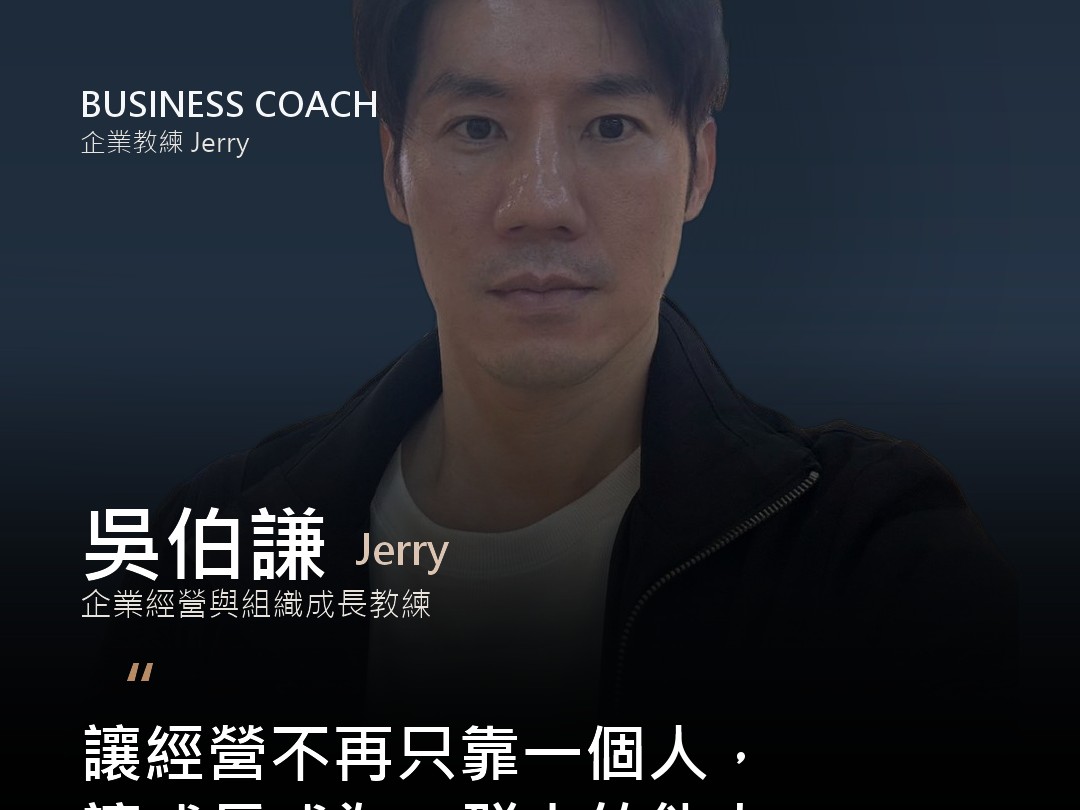 BUSINESS COACH
企業教練 Jerry
吳伯謙 Jerry
企業經營與組織成長教練
“
讓經營不再只靠一個人，